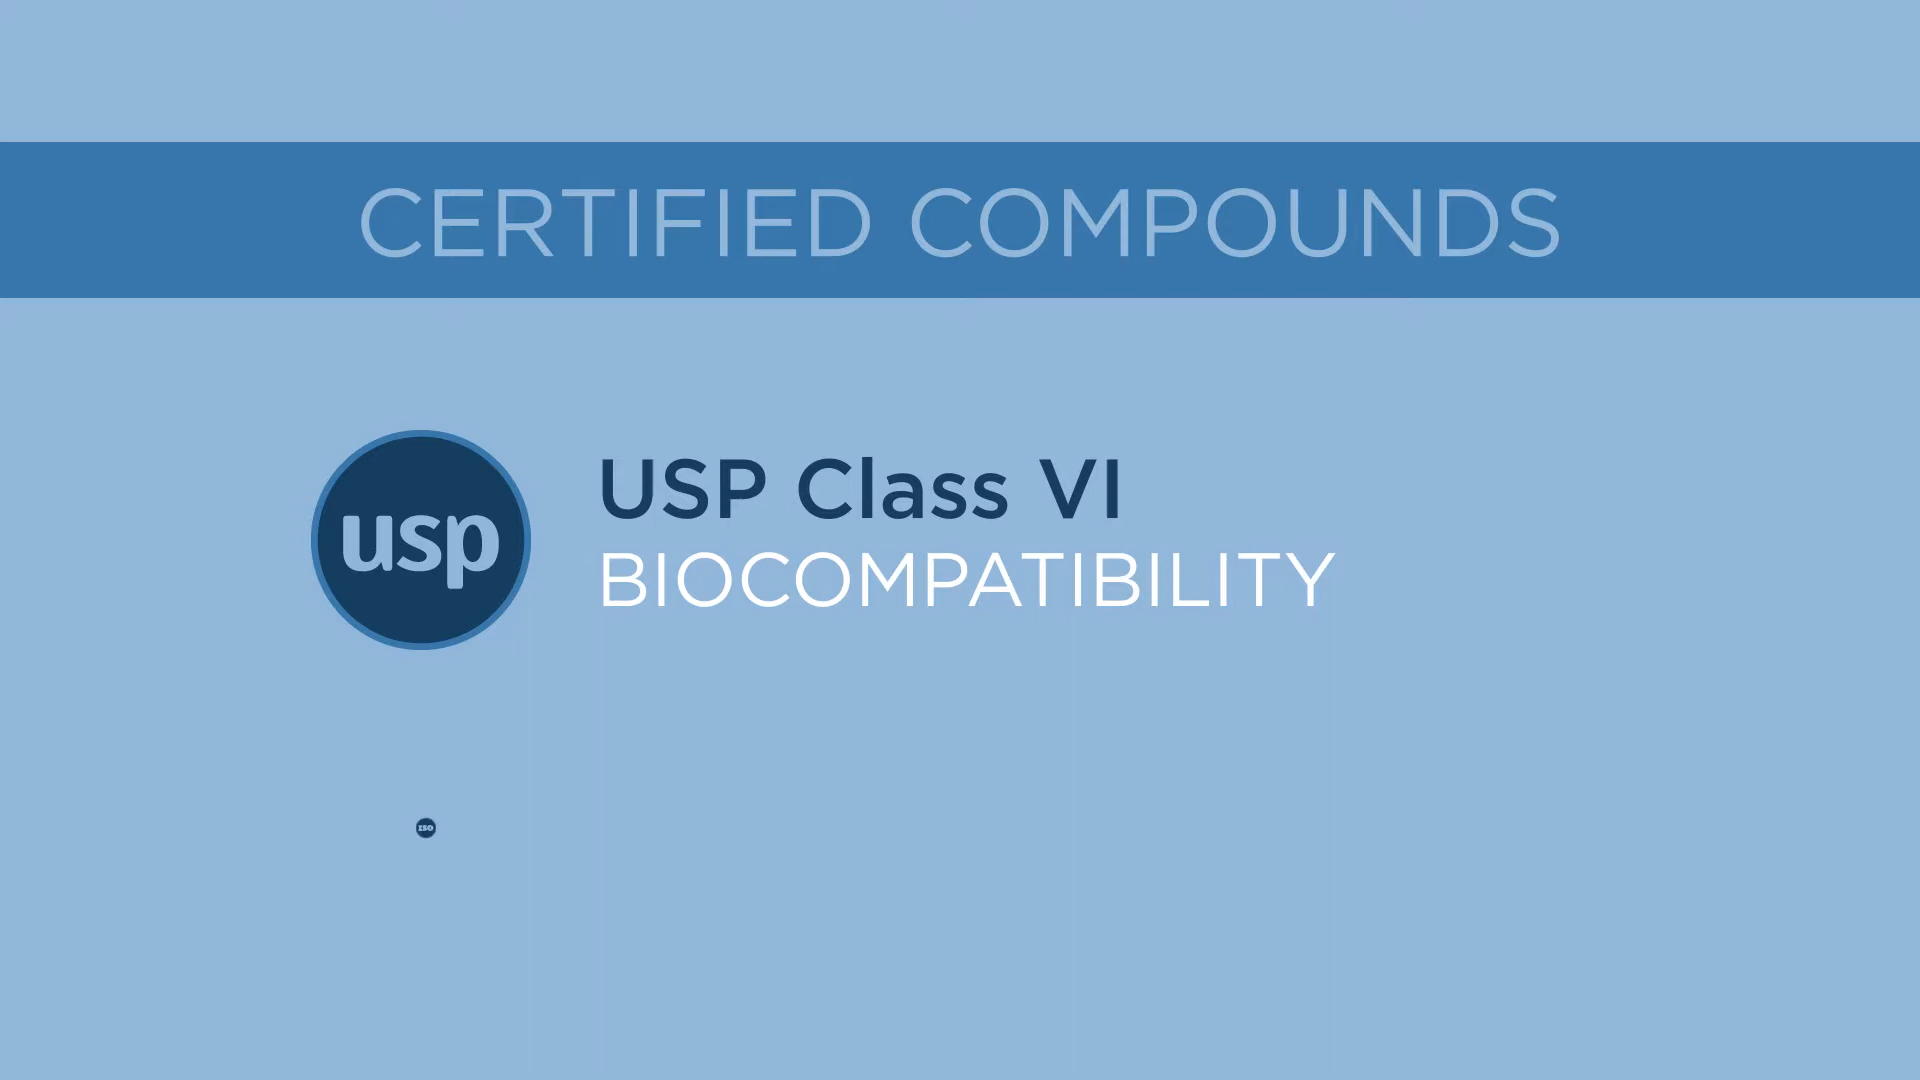 CERTIFIED COMPOUNDS
usp
USP Class VI
BIOCOMPATIBILITY
ISO